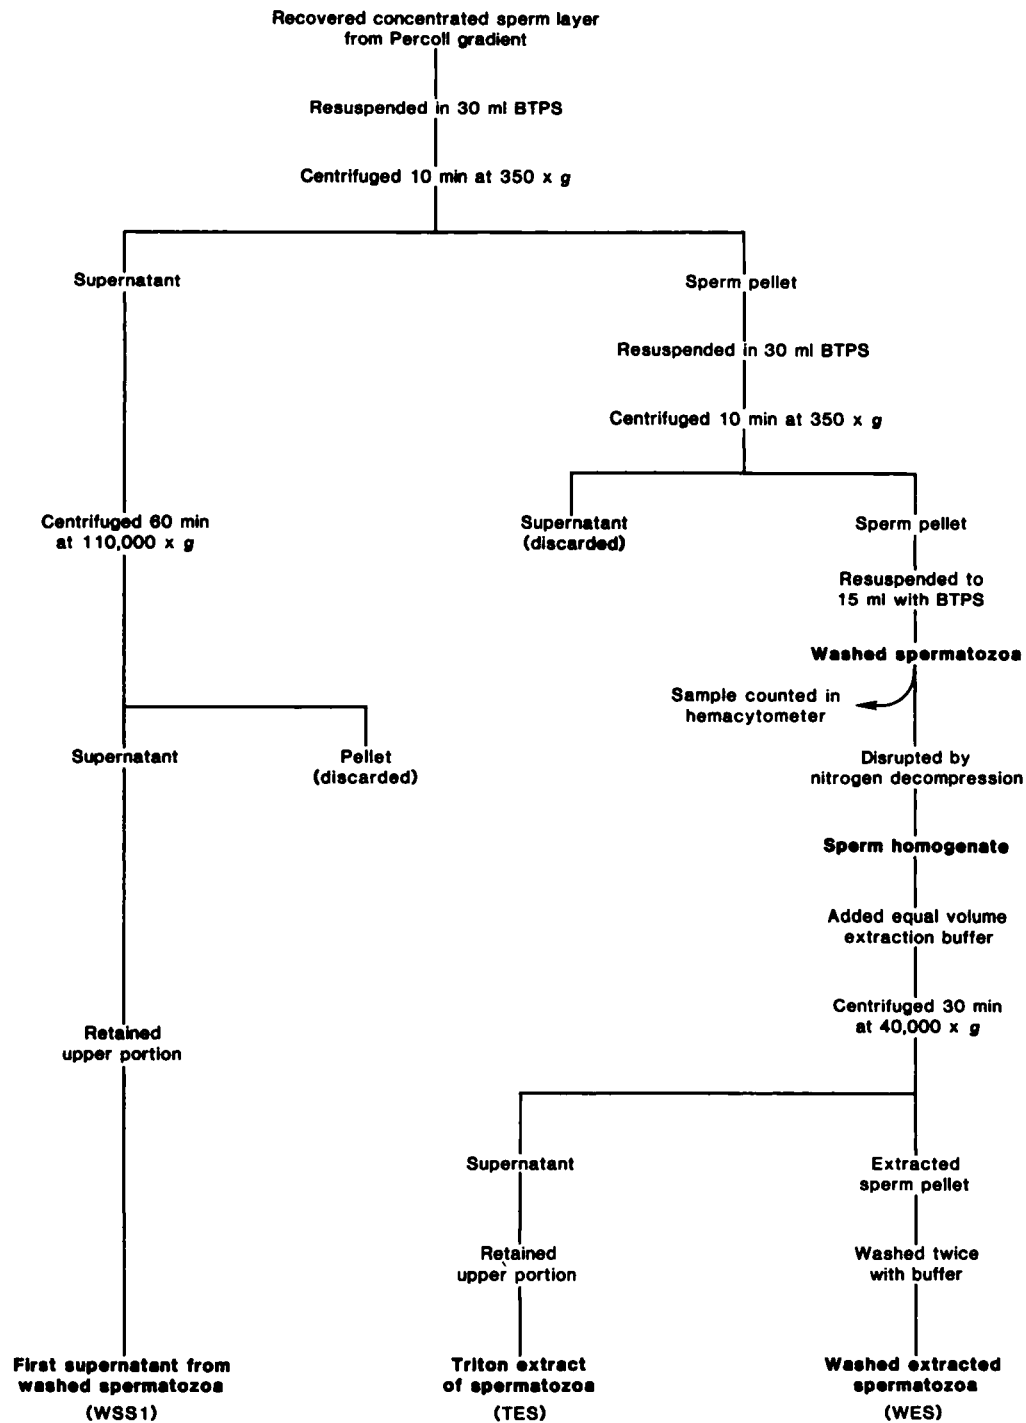 Recovered concentrated sperm layer
from Percoll gradient
Resuspended in 30 ml BTPS
Centrifuged 10 min at 350 x g
Supernatant
Sperm pellet
Resuspended in 30 ml BTPS
Centrifuged 10 min at 350 x g
Centrifuged 60 min
at 110,000 x g
Supernatant
(discarded)
Sperm pellet
Resuspended to
15 ml with BTPS
Washed spermatozoa
Sample counted in
hemacytometer
Supernatant
Pellet
(discarded)
Disrupted by
nitrogen decompression
Sperm homogenate
Added equal volume
extraction buffer
Centrifuged 30 min
at 40,000 x g
Retained
upper portion
Supernatant
Extracted
sperm pellet
Retained
upper portion
Washed twice
with buffer
First supernatant from
washed spermatozoa
(WSS1)
Triton extract
of spermatozoa
(TES)
Washed extracted
spermatozoa
(WES)